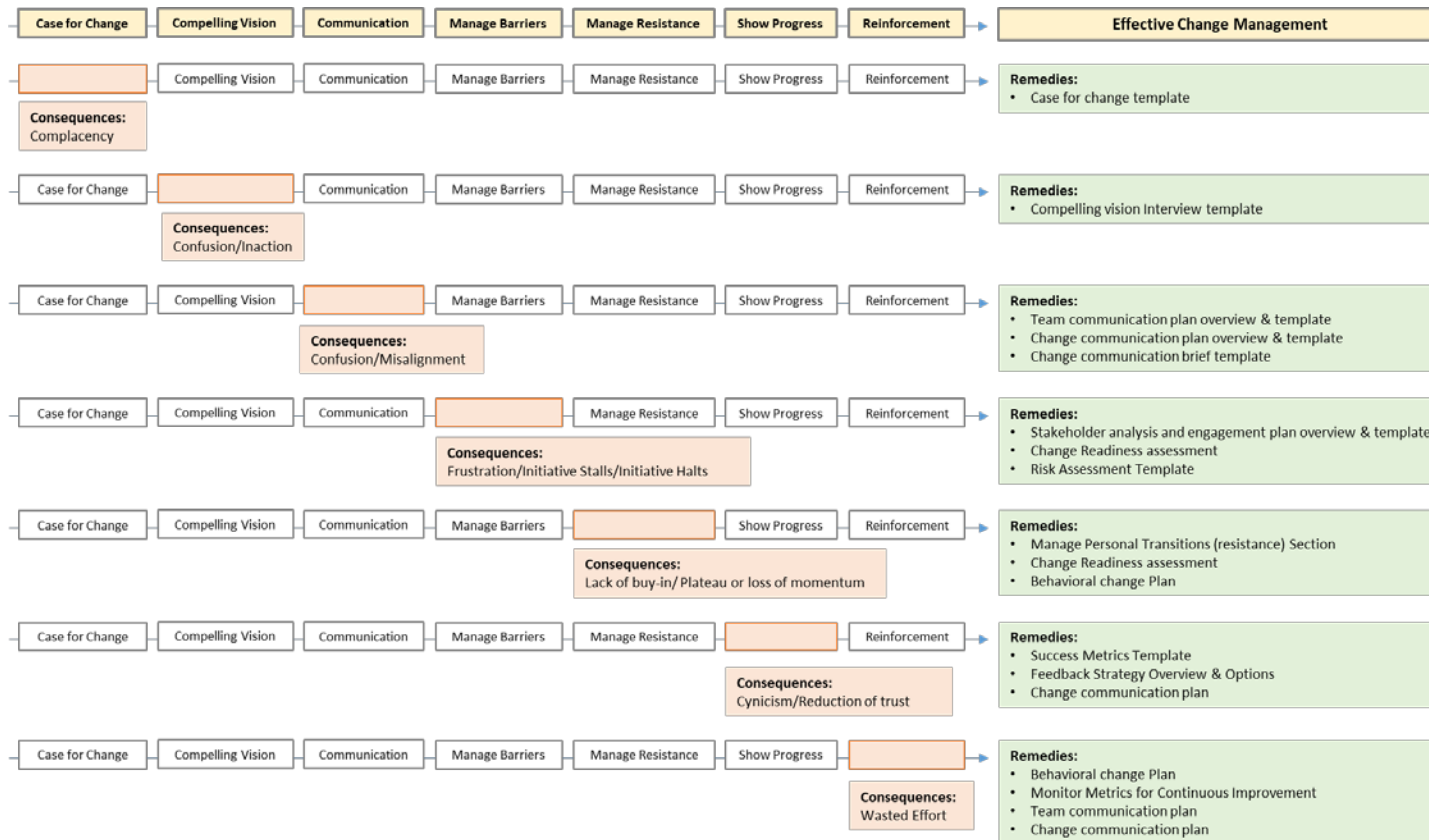 Case for Change
Compelling Vision
Communication
Manage Barriers
Manage Resistance
Show Progress
Reinforcement
Effective Change Management
Compelling Vision
Communication
Manage Barriers
Manage Resistance
Show Progress
Reinforcement
Consequences:
Complacency
Remedies:
• Case for change template
Case for Change
Communication
Manage Barriers
Manage Resistance
Show Progress
Reinforcement
Consequences:
Confusion/Inaction
Remedies:
• Compelling vision Interview template
Case for Change
Compelling Vision
Manage Barriers
Manage Resistance
Show Progress
Reinforcement
Consequences:
Confusion/Misalignment
Remedies:
• Team communication plan overview & template
• Change communication plan overview & template
• Change communication brief template
Case for Change
Compelling Vision
Communication
Manage Resistance
Show Progress
Reinforcement
Consequences:
Frustration/Initiative Stalls/Initiative Halts
Remedies:
• Stakeholder analysis and engagement plan overview & template
• Change Readiness assessment
• Risk Assessment Template
Case for Change
Compelling Vision
Communication
Manage Barriers
Show Progress
Reinforcement
Consequences:
Lack of buy-in/ Plateau or loss of momentum
Remedies:
• Manage Personal Transitions (resistance) Section
• Change Readiness assessment
• Behavioral change Plan
Case for Change
Compelling Vision
Communication
Manage Barriers
Manage Resistance
Reinforcement
Consequences:
Cynicism/Reduction of trust
Remedies:
• Success Metrics Template
• Feedback Strategy Overview & Options
• Change communication plan
Case for Change
Compelling Vision
Communication
Manage Barriers
Manage Resistance
Show Progress
Consequences:
Wasted Effort
Remedies:
• Behavioral change Plan
• Monitor Metrics for Continuous Improvement
• Team communication plan
• Change communication plan